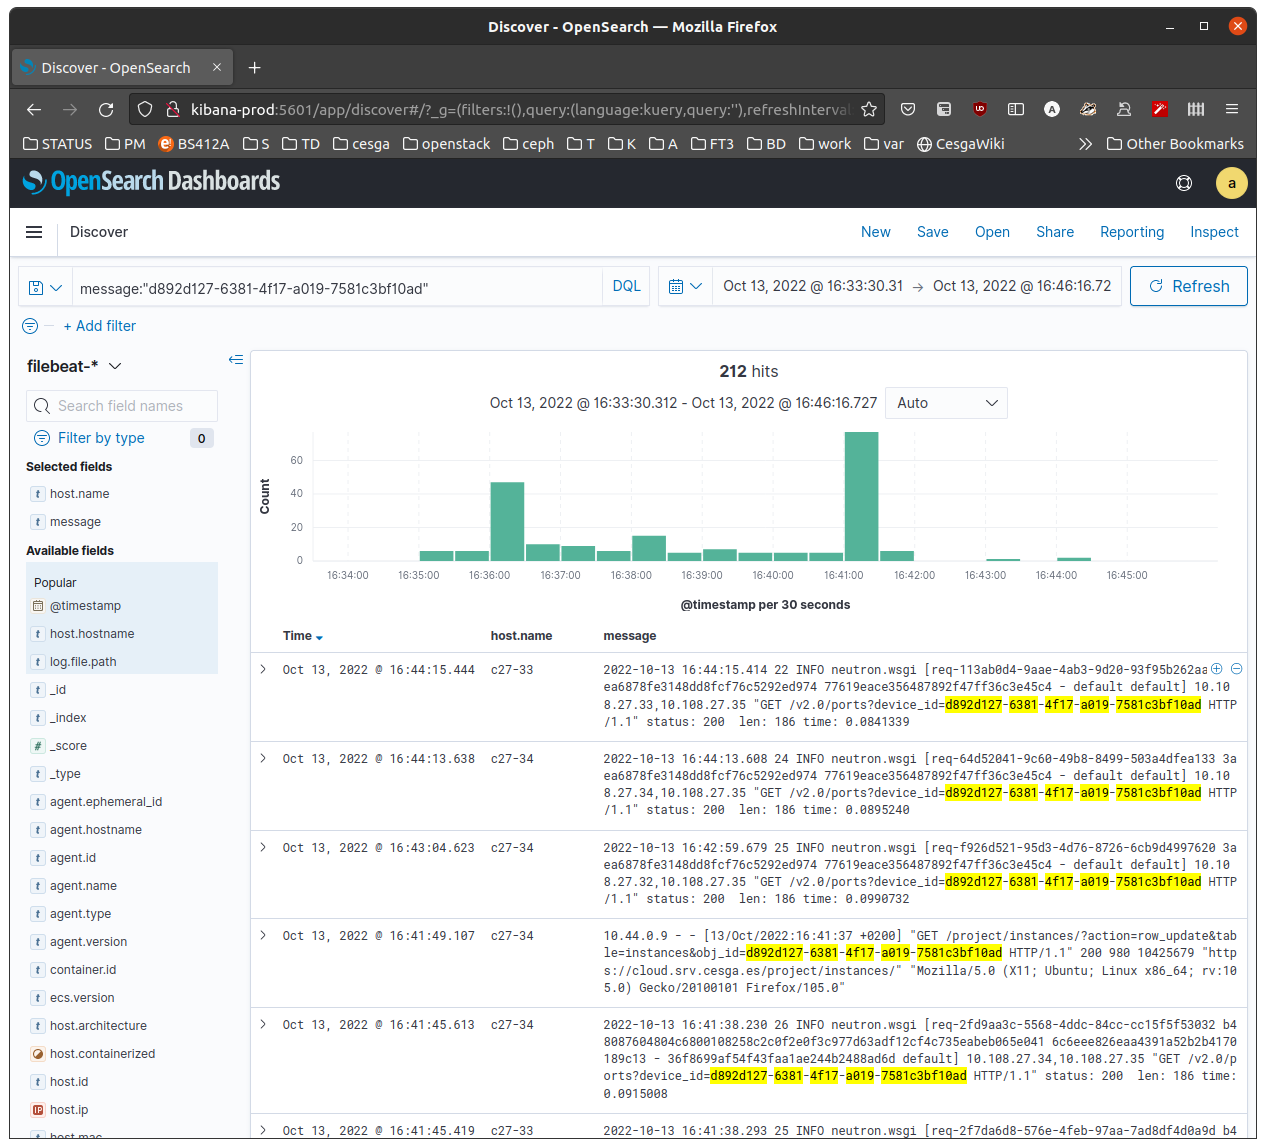 Discover - OpenSearch — Mozilla Firefox
Discover - OpenSearch
kibana-prod:5601/app/discover#/?_g=(filters:!(),query:(language:kuery,query:''),refreshInterva
STATUS PM BS412A S TD cesga openstack ceph T K A FT3 BD work var CesgaWiki Other Bookmarks
OpenSearch Dashboards
a
Discover New Save Open Share Reporting Inspect
message:"d892d127-6381-4f17-a019-7581c3bf10ad" DQL Oct 13, 2022 @ 16:33:30.31 → Oct 13, 2022 @ 16:46:16.72 Refresh
+ Add filter
filebeat-*
212 hits
Search field names
Oct 13, 2022 @ 16:33:30.312 - Oct 13, 2022 @ 16:46:16.727 Auto
Filter by type 0
Selected fields
t host.name
t message
Available fields
Popular
@timestamp
t host.hostname
t log.file.path
t _id
t _index
# _score
t _type
t agent.ephemeral_id
t agent.hostname
t agent.id
t agent.name
t agent.type
t agent.version
t container.id
t ecs.version
t host.architecture
host.containerized
t host.id
IP host.ip
host.mac
Count
60
40
20
0
16:34:00 16:35:00 16:36:00 16:37:00 16:38:00 16:39:00 16:40:00 16:41:00 16:42:00 16:43:00 16:44:00 16:45:00
@timestamp per 30 seconds
Time host.name message
Oct 13, 2022 @ 16:44:15.444 c27-33 2022-10-13 16:44:15.414 22 INFO neutron.wsgi [req-113ab0d4-9aae-4ab3-9d20-93f95b262aa
ea6878fe3148dd8fcf76c5292ed974 77619eace356487892f47ff36c3e45c4 - default default] 10.10
8.27.33,10.108.27.35 "GET /v2.0/ports?device_id=d892d127-6381-4f17-a019-7581c3bf10ad HTTP
/1.1" status: 200  len: 186 time: 0.0841339
Oct 13, 2022 @ 16:44:13.638 c27-34 2022-10-13 16:44:13.608 24 INFO neutron.wsgi [req-64d52041-9c60-49b8-8499-503a4dfea133 3a
ea6878fe3148dd8fcf76c5292ed974 77619eace356487892f47ff36c3e45c4 - default default] 10.10
8.27.34,10.108.27.35 "GET /v2.0/ports?device_id=d892d127-6381-4f17-a019-7581c3bf10ad HTTP
/1.1" status: 200  len: 186 time: 0.0895240
Oct 13, 2022 @ 16:43:04.623 c27-34 2022-10-13 16:42:59.679 25 INFO neutron.wsgi [req-f926d521-95d3-4d76-8726-6cb9d4997620 3a
ea6878fe3148dd8fcf76c5292ed974 77619eace356487892f47ff36c3e45c4 - default default] 10.10
8.27.32,10.108.27.35 "GET /v2.0/ports?device_id=d892d127-6381-4f17-a019-7581c3bf10ad HTTP
/1.1" status: 200  len: 186 time: 0.0990732
Oct 13, 2022 @ 16:41:49.107 c27-34 10.44.0.9 - - [13/Oct/2022:16:41:37 +0200] "GET /project/instances/?action=row_update&tab
le=instances&obj_id=d892d127-6381-4f17-a019-7581c3bf10ad HTTP/1.1" 200 980 10425679 "http
s://cloud.srv.cesga.es/project/instances/" "Mozilla/5.0 (X11; Ubuntu; Linux x86_64; rv:10
5.0) Gecko/20100101 Firefox/105.0"
Oct 13, 2022 @ 16:41:45.613 c27-34 2022-10-13 16:41:38.230 26 INFO neutron.wsgi [req-2fd9aa3c-5568-4ddc-84cc-cc15f5f53032 b4
8087604804c6800108258c2c0f2e0f3c977d63adf12cf4c735eabeb065e041 6c6eee826eaa4391a52b2b4170
189c13 - 36f8699af54f43faa1ae244b2488ad6d default] 10.108.27.34,10.108.27.35 "GET /v2.0/p
orts?device_id=d892d127-6381-4f17-a019-7581c3bf10ad HTTP/1.1" status: 200  len: 186 time:
0.0915008
Oct 13, 2022 @ 16:41:45.419 c27-33 2022-10-13 16:41:38.293 25 INFO neutron.wsgi [req-2f7da6d8-576e-4feb-97aa-7ad8df4d0a9d b4